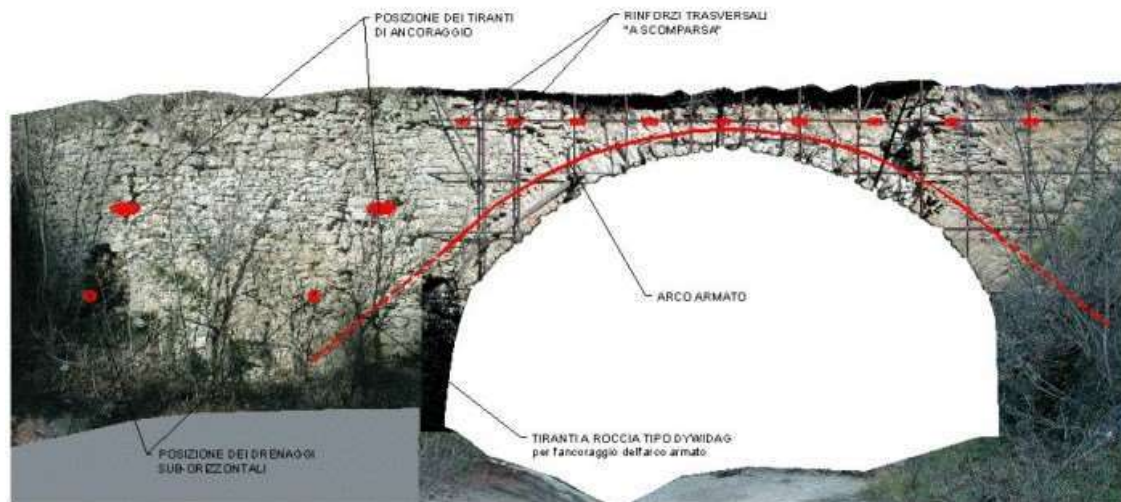 POSIZIONE DEI TIRANTI
DI ANCORAGGIO
RINFORZI TRASVERSALI
"A SCOMPARSA"
ARCO ARMATO
TIRANTI A ROCCIA TIPO DYWIDAG
per l'ancoraggio dell'arco armato
POSIZIONE DEI DRENAGGI
SUB-ORIZZONTALI